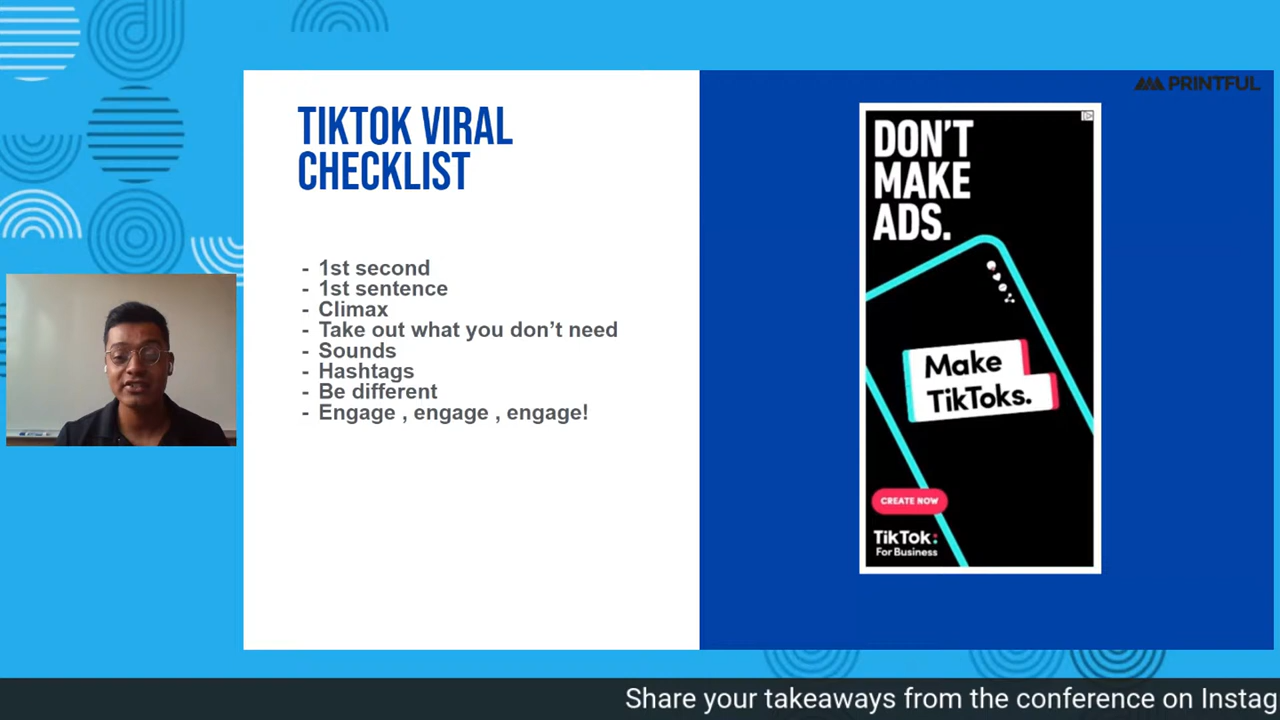 PRINTFUL
TIKTOK VIRAL
CHECKLIST
- 1st second
- 1st sentence
- Climax
- Take out what you don’t need
- Sounds
- Hashtags
- Be different
- Engage , engage , engage!
DON’T
MAKE
ADS.
Make
TikToks.
CREATE NOW
TikTok:
For Business
Share your takeaways from the conference on Instag